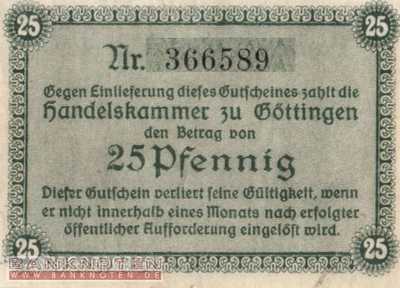 25 25
Nr. 366589
Gegen Einlieferung dieses Gutscheines zahlt die
Handelskammer zu Göttingen
den Betrag von
25 Pfennig
Dieser Gutschein verliert seine Gültigkeit, wenn
er nicht innerhalb eines Monats nach erfolgter
öffentlicher Aufforderung eingelöst wird.
25 25
BANKNOTEN
WWW.BANKNOTEN.DE